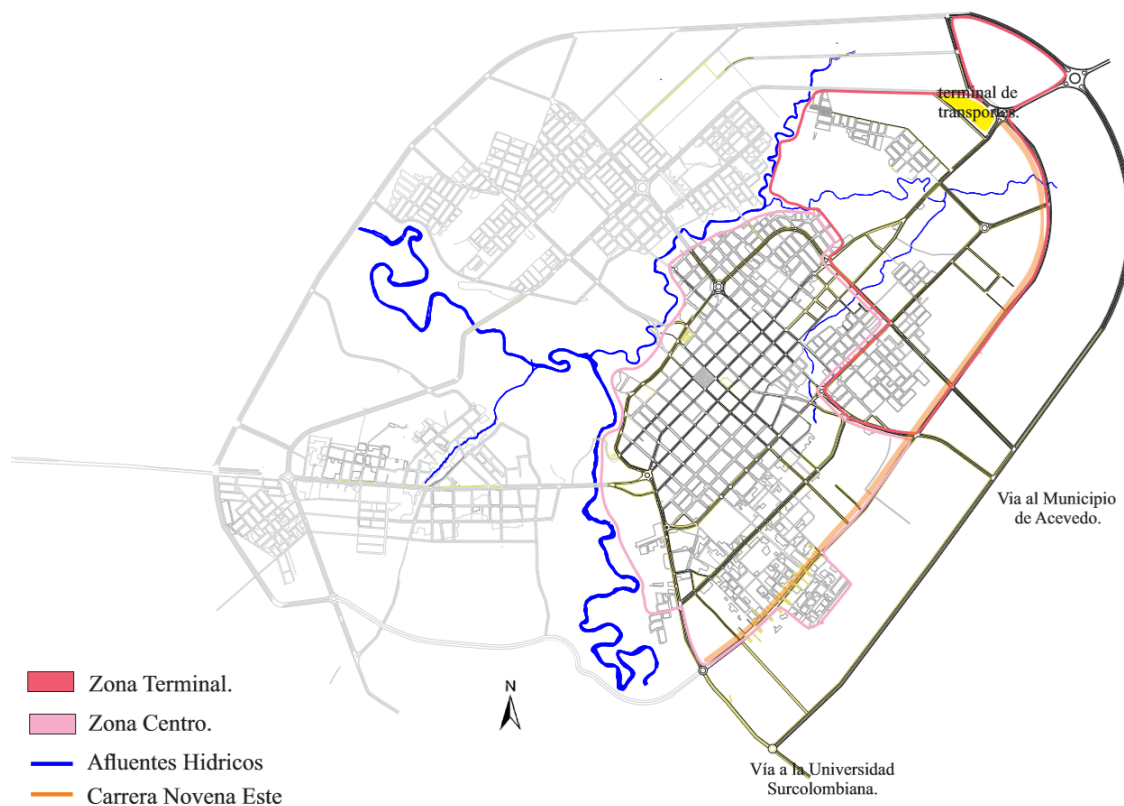 terminal de
transportes.
Via al Municipio
de Acevedo.
N
Zona Terminal.
Zona Centro.
Afluentes Hidricos
Carrera Novena Este
Vía a la Universidad
Surcolombiana.